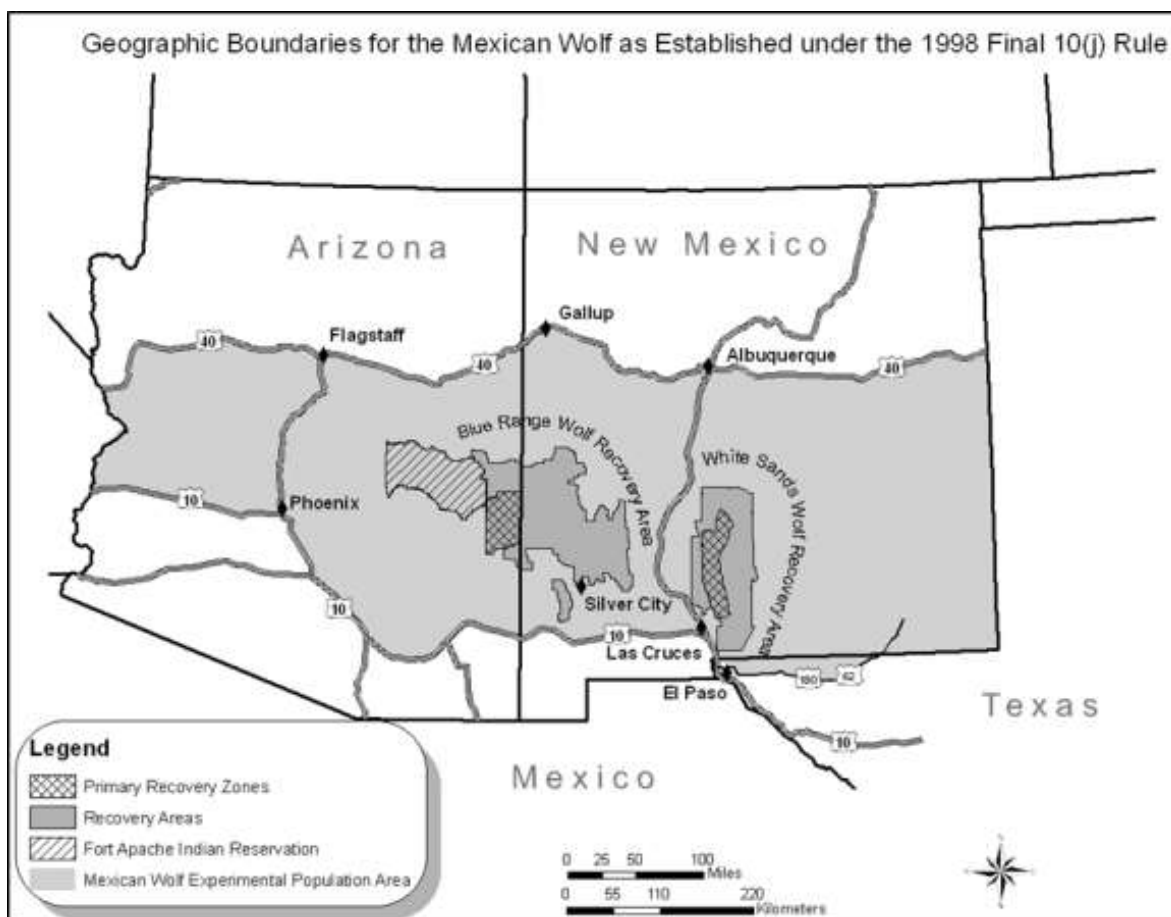 Geographic Boundaries for the Mexican Wolf as Established under the 1998 Final 10(j) Rule
Arizona
New Mexico
Gallup
Flagstaff
Albuquerque
40
40
40
Blue Range Wolf Recovery Area
White Sands Wolf Recovery Area
10
Phoenix
Silver City
10
10
Las Cruces
El Paso
180
62
Texas
10
Mexico
Legend
Primary Recovery Zones
Recovery Areas
Fort Apache Indian Reservation
Mexican Wolf Experimental Population Area
0 25 50 100
Miles
0 55 110 220
Kilometers